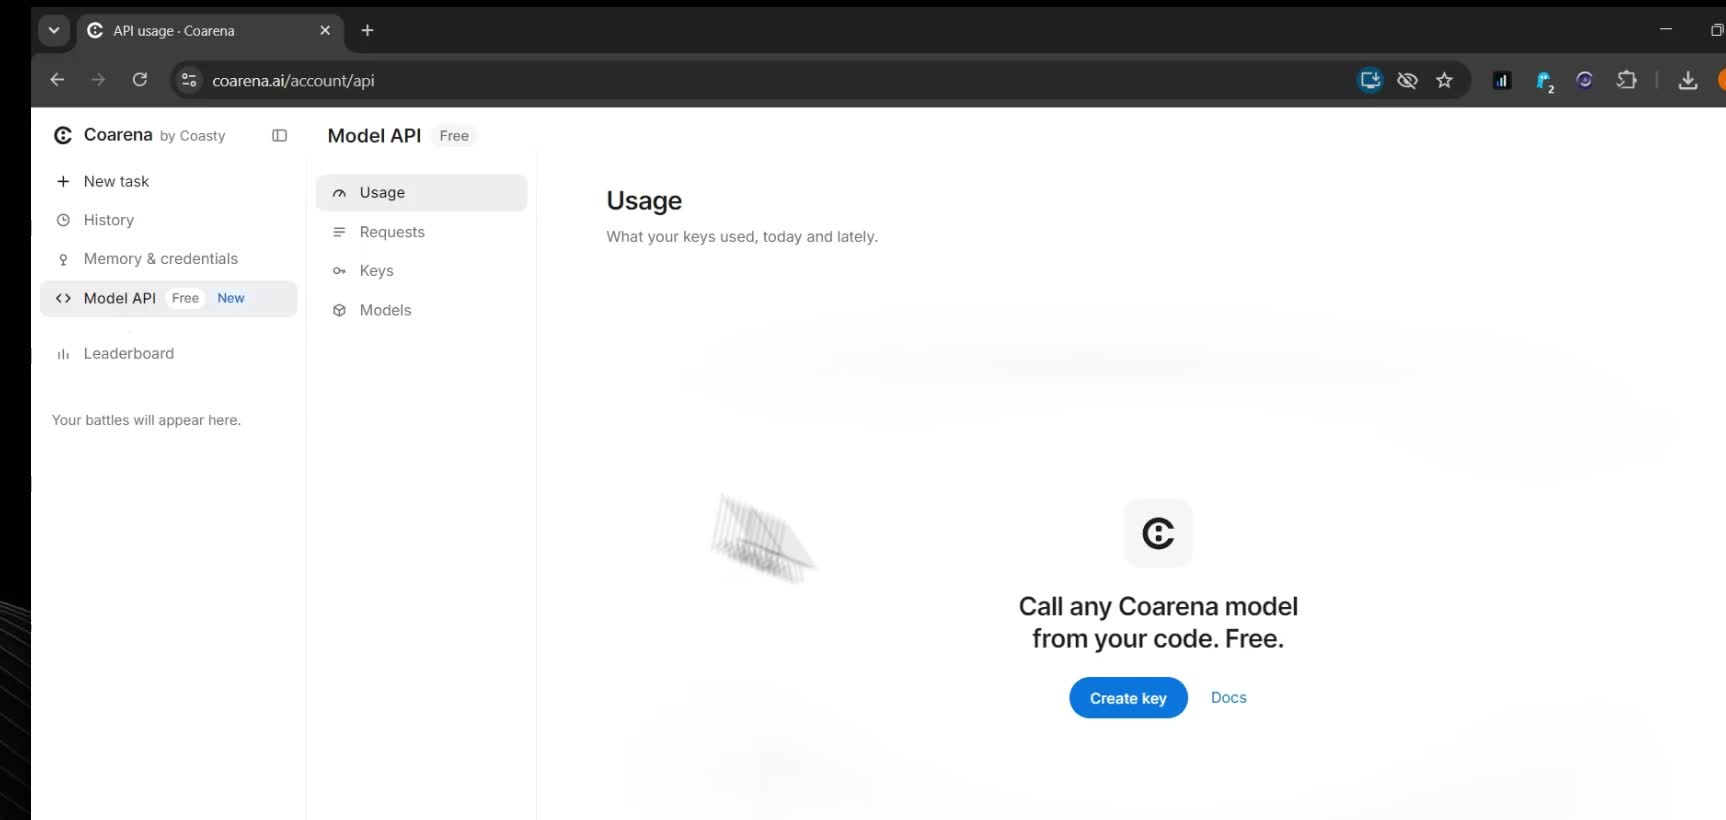 API usage · Coarena
coarena.ai/account/api
2
Coarena by Coasty
New task
History
Memory & credentials
Model API Free New
Leaderboard
Your battles will appear here.
Model API Free
Usage
Requests
Keys
Models
Usage
What your keys used, today and lately.
Call any Coarena model
from your code. Free.
Create key Docs